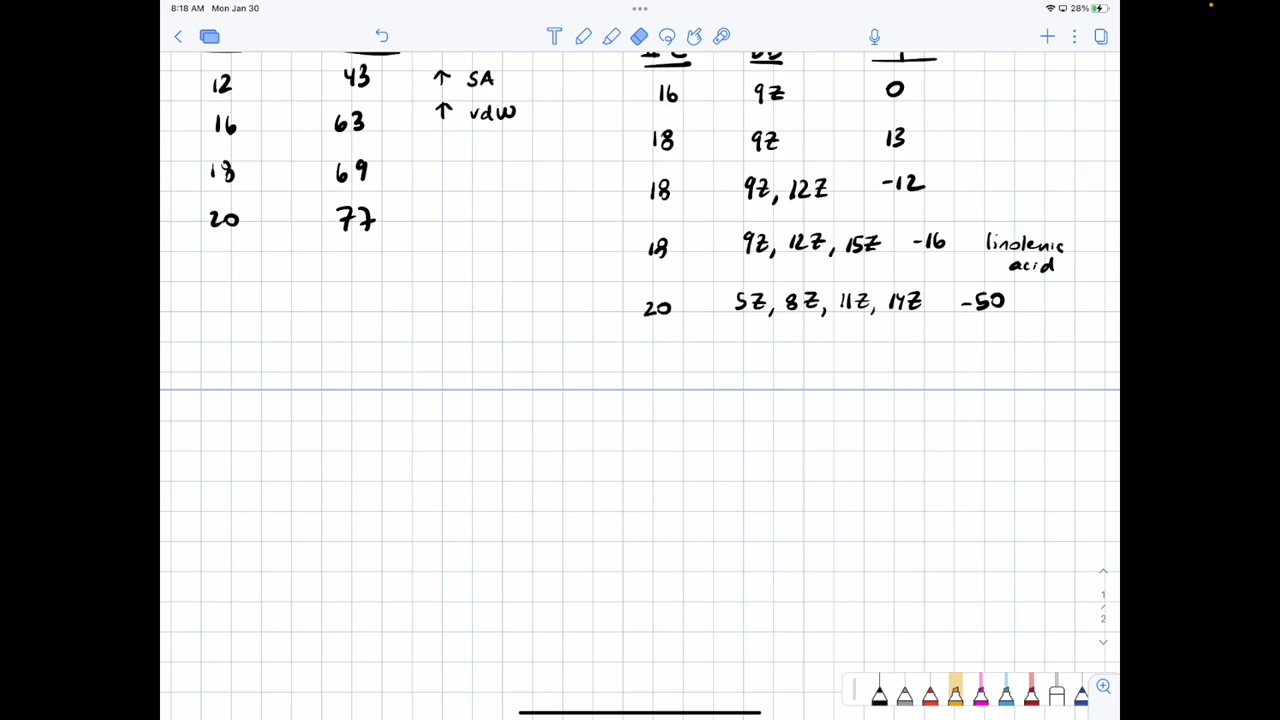 8:18 AM Mon Jan 30
28%
12 43 ↑ SA
16 63 ↑ vdW
18 69
20 77
16 9Z 0
18 9Z 13
18 9Z, 12Z -12
18 9Z, 12Z, 15Z -16 linolenic
acid
20 5Z, 8Z, 11Z, 14Z -50
1
/
2